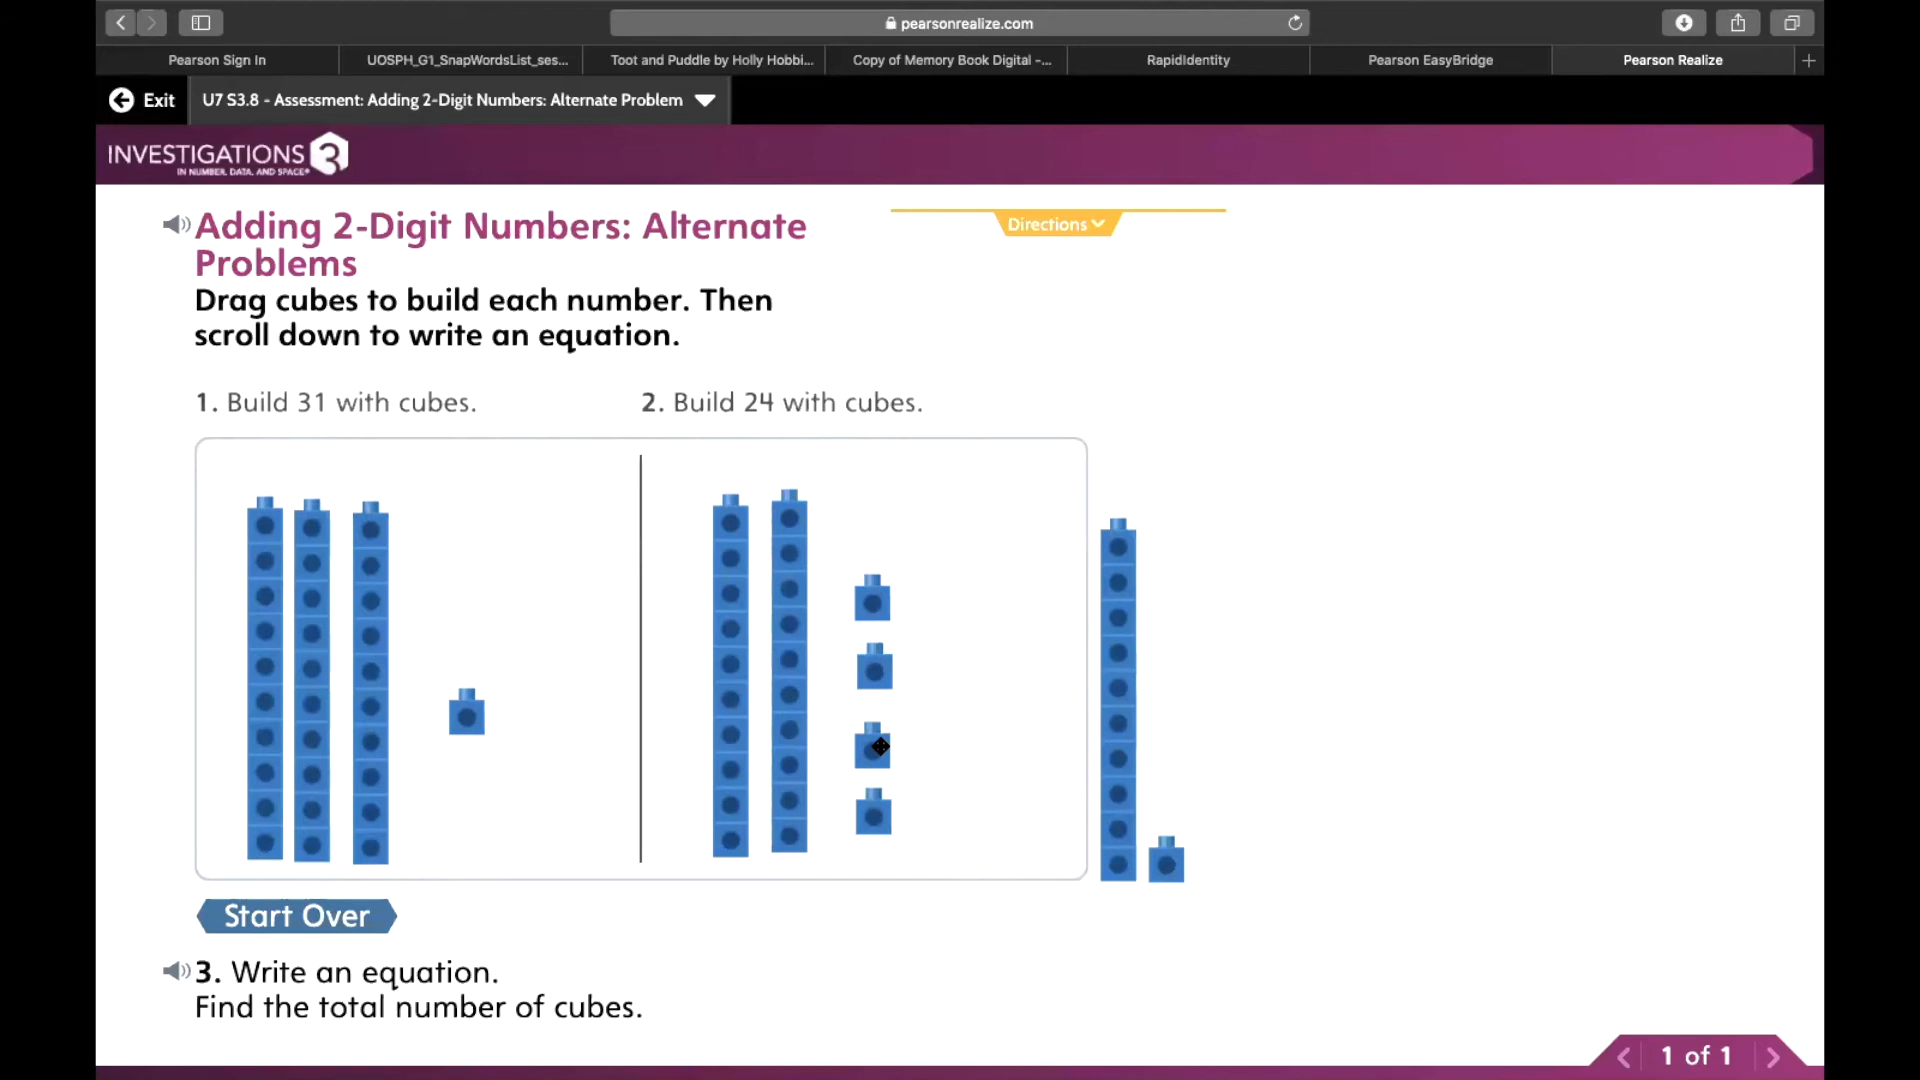 pearsonrealize.com
Pearson Sign In
UOSPH_G1_SnapWordsList_ses...
Toot and Puddle by Holly Hobbi...
Copy of Memory Book Digital -...
RapidIdentity
Pearson EasyBridge
Pearson Realize
Exit
U7 S3.8 - Assessment: Adding 2-Digit Numbers: Alternate Problem
INVESTIGATIONS 3
IN NUMBER, DATA, AND SPACE®
Adding 2-Digit Numbers: Alternate
Problems
Directions
Drag cubes to build each number. Then
scroll down to write an equation.
1. Build 31 with cubes.
2. Build 24 with cubes.
Start Over
3. Write an equation.
Find the total number of cubes.
1 of 1